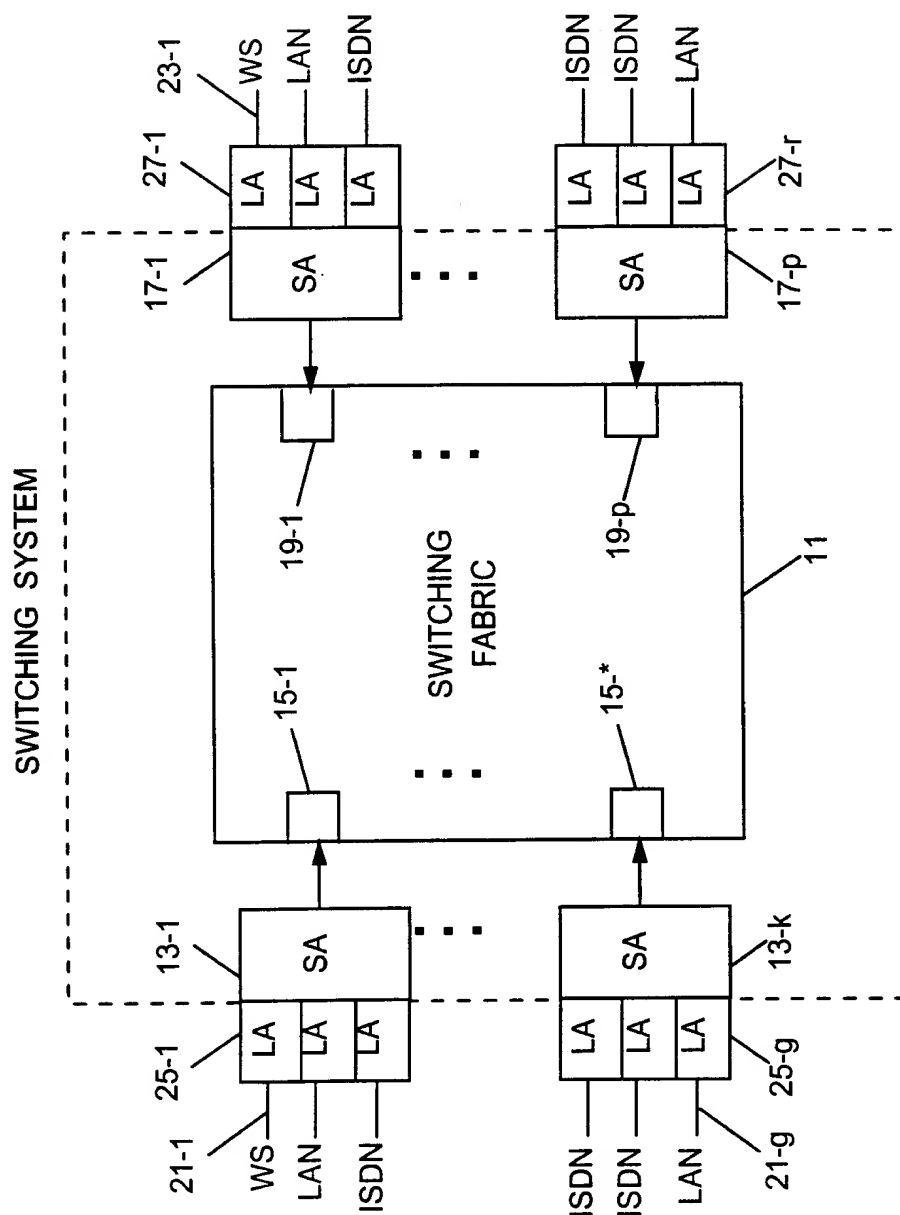 SWITCHING SYSTEM
21-1 25-1 13-1 15-1 19-1 17-1 27-1 23-1
WS LA LA WS
LAN LA SA SA LA LAN
ISDN LA LA ISDN
SWITCHING
FABRIC
ISDN LA LA ISDN
ISDN LA SA 15-* 19-p SA LA ISDN
LAN LA LA LAN
21-g 25-g 13-k 11 17-p 27-r